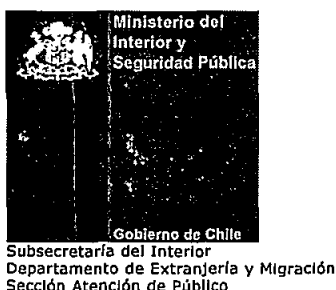 Ministerio del
Interior y
Seguridad Pública
Gobierno de Chile
Subsecretaría del Interior
Departamento de Extranjería y Migración
Sección Atención de Público